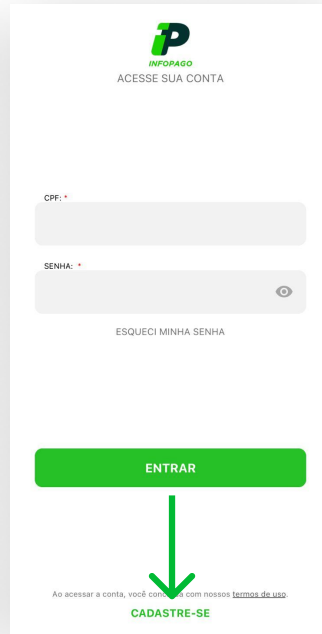 iP
INFOPAGO
ACESSE SUA CONTA
CPF: *
SENHA: *
ESQUECI MINHA SENHA
ENTRAR
Ao acessar a conta, você com nossos termos de uso.
CADASTRE-SE